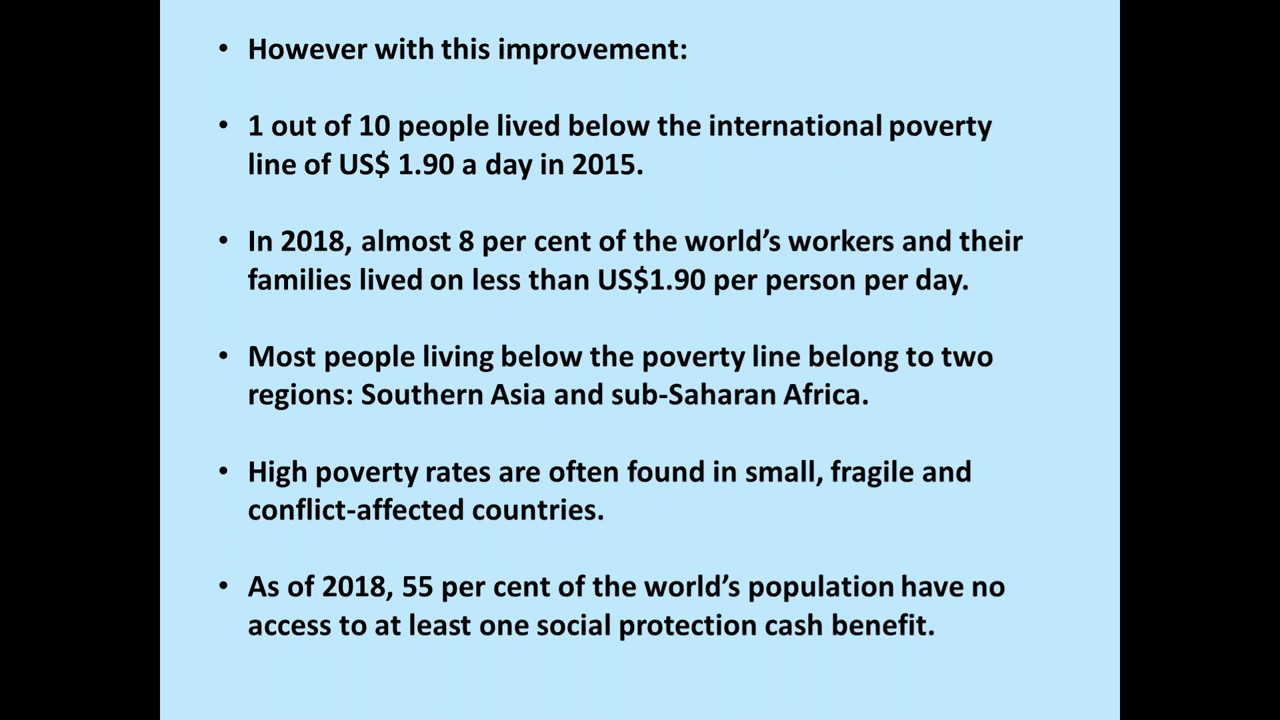 • However with this improvement:
• 1 out of 10 people lived below the international poverty
line of US$ 1.90 a day in 2015.
• In 2018, almost 8 per cent of the world’s workers and their
families lived on less than US$1.90 per person per day.
• Most people living below the poverty line belong to two
regions: Southern Asia and sub-Saharan Africa.
• High poverty rates are often found in small, fragile and
conflict-affected countries.
• As of 2018, 55 per cent of the world’s population have no
access to at least one social protection cash benefit.